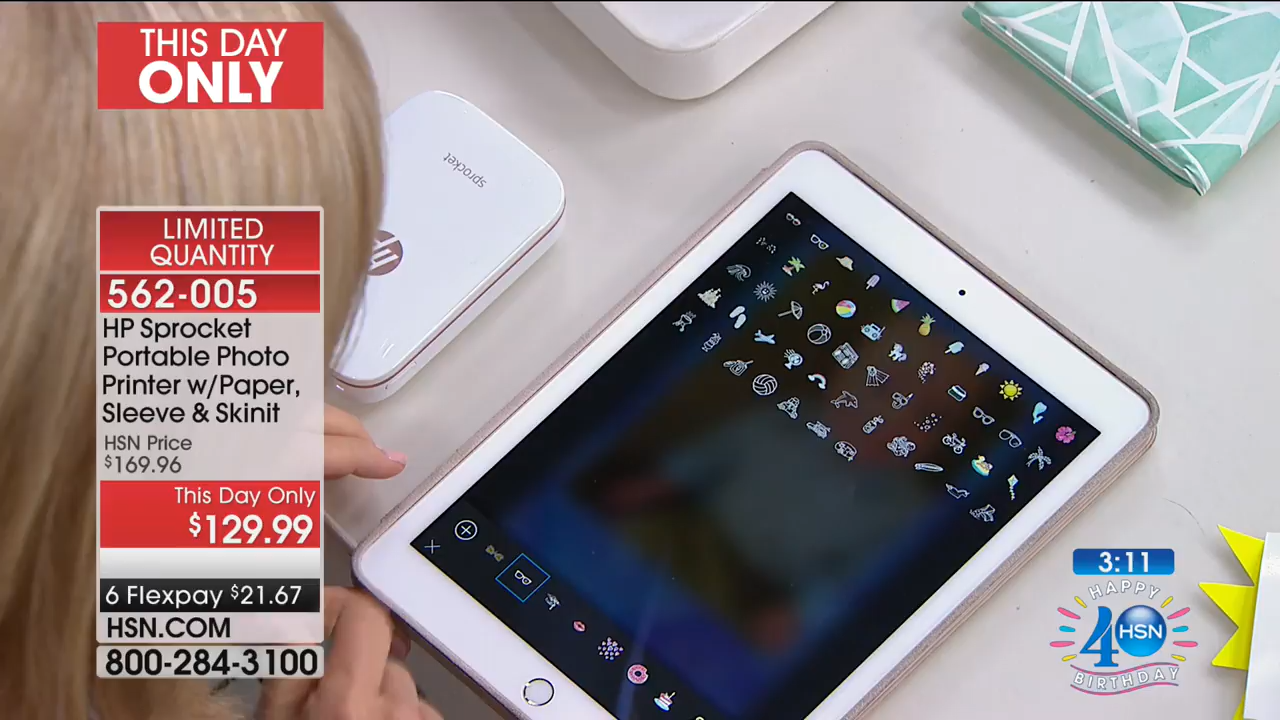 THIS DAY
ONLY
LIMITED
QUANTITY
562-005
HP Sprocket
Portable Photo
Printer w/Paper,
Sleeve & Skinit
HSN Price
$169.96
This Day Only
$129.99
6 Flexpay $21.67
HSN.COM
800-284-3100
sprocket
hp
3:11
HAPPY
40
HSN
BIRTHDAY